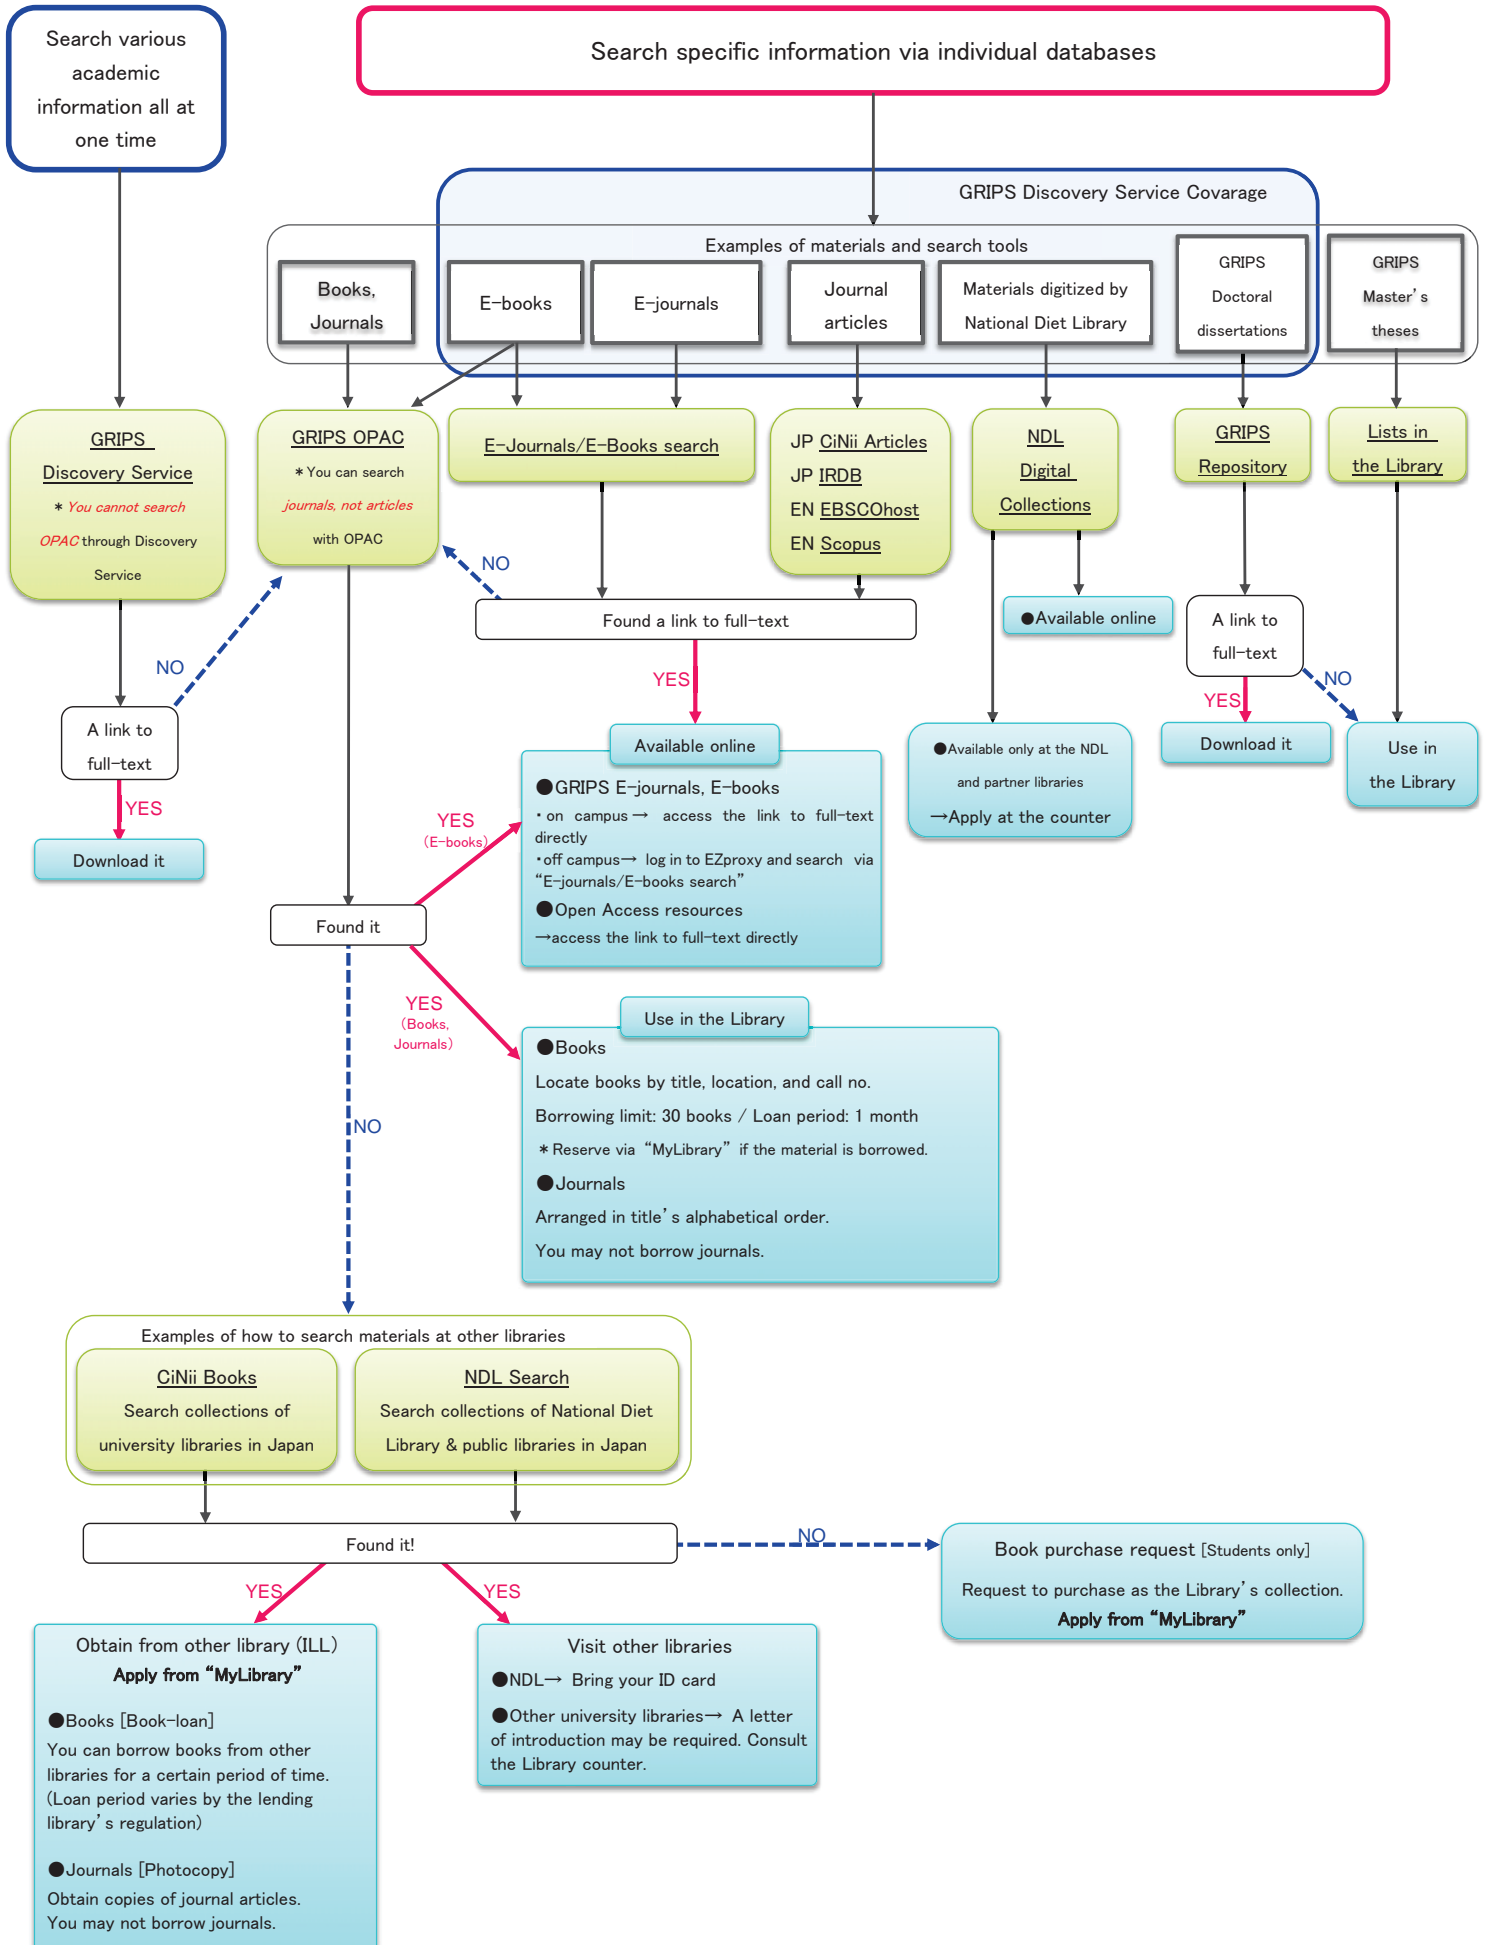 Search various
academic
information all at
one time
Search specific information via individual databases
GRIPS Discovery Service Covarage
Examples of materials and search tools
Books,
Journals
E-books
E-journals
Journal
articles
Materials digitized by
National Diet Library
GRIPS
Doctoral
dissertations
GRIPS
Master’s
theses
GRIPS
Discovery Service
* You cannot search
OPAC through Discovery
Service
GRIPS OPAC
* You can search
journals, not articles
with OPAC
E-Journals/E-Books search
JP CiNii Articles
JP IRDB
EN EBSCOhost
EN Scopus
NDL
Digital
Collections
GRIPS
Repository
Lists in
the Library
NO
Found a link to full-text
●Available online
A link to
full-text
NO
YES
NO
YES
A link to
full-text
YES
Download it
Available online
●GRIPS E-journals, E-books
・on campus→ access the link to full-text
directly
・off campus→ log in to EZproxy and search via
“E-journals/E-books search”
●Open Access resources
→access the link to full-text directly
●Available only at the NDL
and partner libraries
→Apply at the counter
Download it
Use in
the Library
YES
(E-books)
Found it
YES
(Books,
Journals)
NO
Use in the Library
●Books
Locate books by title, location, and call no.
Borrowing limit: 30 books / Loan period: 1 month
* Reserve via “MyLibrary” if the material is borrowed.
●Journals
Arranged in title’s alphabetical order.
You may not borrow journals.
Examples of how to search materials at other libraries
CiNii Books
Search collections of
university libraries in Japan
NDL Search
Search collections of National Diet
Library & public libraries in Japan
Found it!
NO
YES
YES
Book purchase request [Students only]
Request to purchase as the Library’s collection.
Apply from “MyLibrary”
Obtain from other library (ILL)
Apply from “MyLibrary”
●Books [Book-loan]
You can borrow books from other
libraries for a certain period of time.
(Loan period varies by the lending
library’s regulation)
●Journals [Photocopy]
Obtain copies of journal articles.
You may not borrow journals.
Visit other libraries
●NDL→ Bring your ID card
●Other university libraries→ A letter
of introduction may be required. Consult
the Library counter.